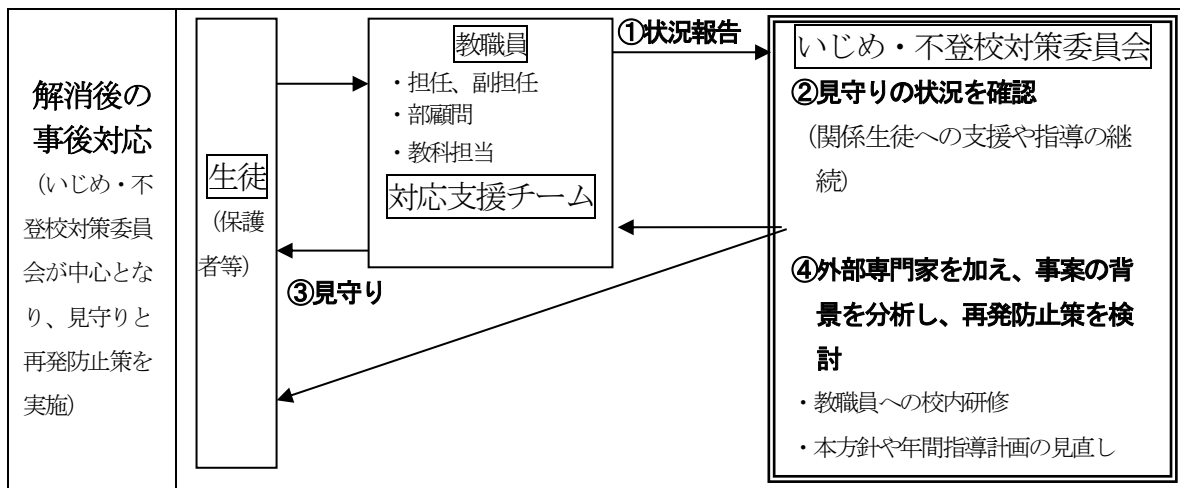 解消後の
事後対応
（いじめ・不
登校対策委員
会が中心とな
り、見守りと
再発防止策を
実施）
生徒
（保護
者等）
教職員
・担任、副担任
・部顧問
・教科担当
対応支援チーム
①状況報告
③見守り
いじめ・不登校対策委員会
②見守りの状況を確認
（関係生徒への支援や指導の継
続）
④外部専門家を加え、事案の背
景を分析し、再発防止策を検
討
・教職員への校内研修
・本方針や年間指導計画の見直し